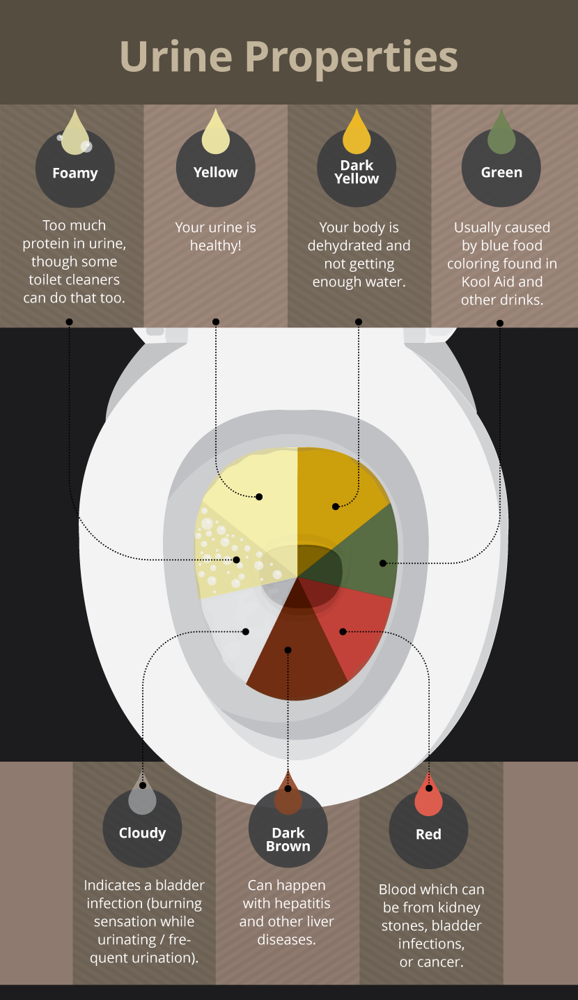 Urine Properties
Foamy
Too much
protein in urine,
though some
toilet cleaners
can do that too.
Yellow
Your urine is
healthy!
Dark
Yellow
Your body is
dehydrated and
not getting
enough water.
Green
Usually caused
by blue food
coloring found in
Kool Aid and
other drinks.
Cloudy
Indicates a bladder
infection (burning
sensation while
urinating / fre-
quent urination).
Dark
Brown
Can happen
with hepatitis
and other liver
diseases.
Red
Blood which can
be from kidney
stones, bladder
infections,
or cancer.